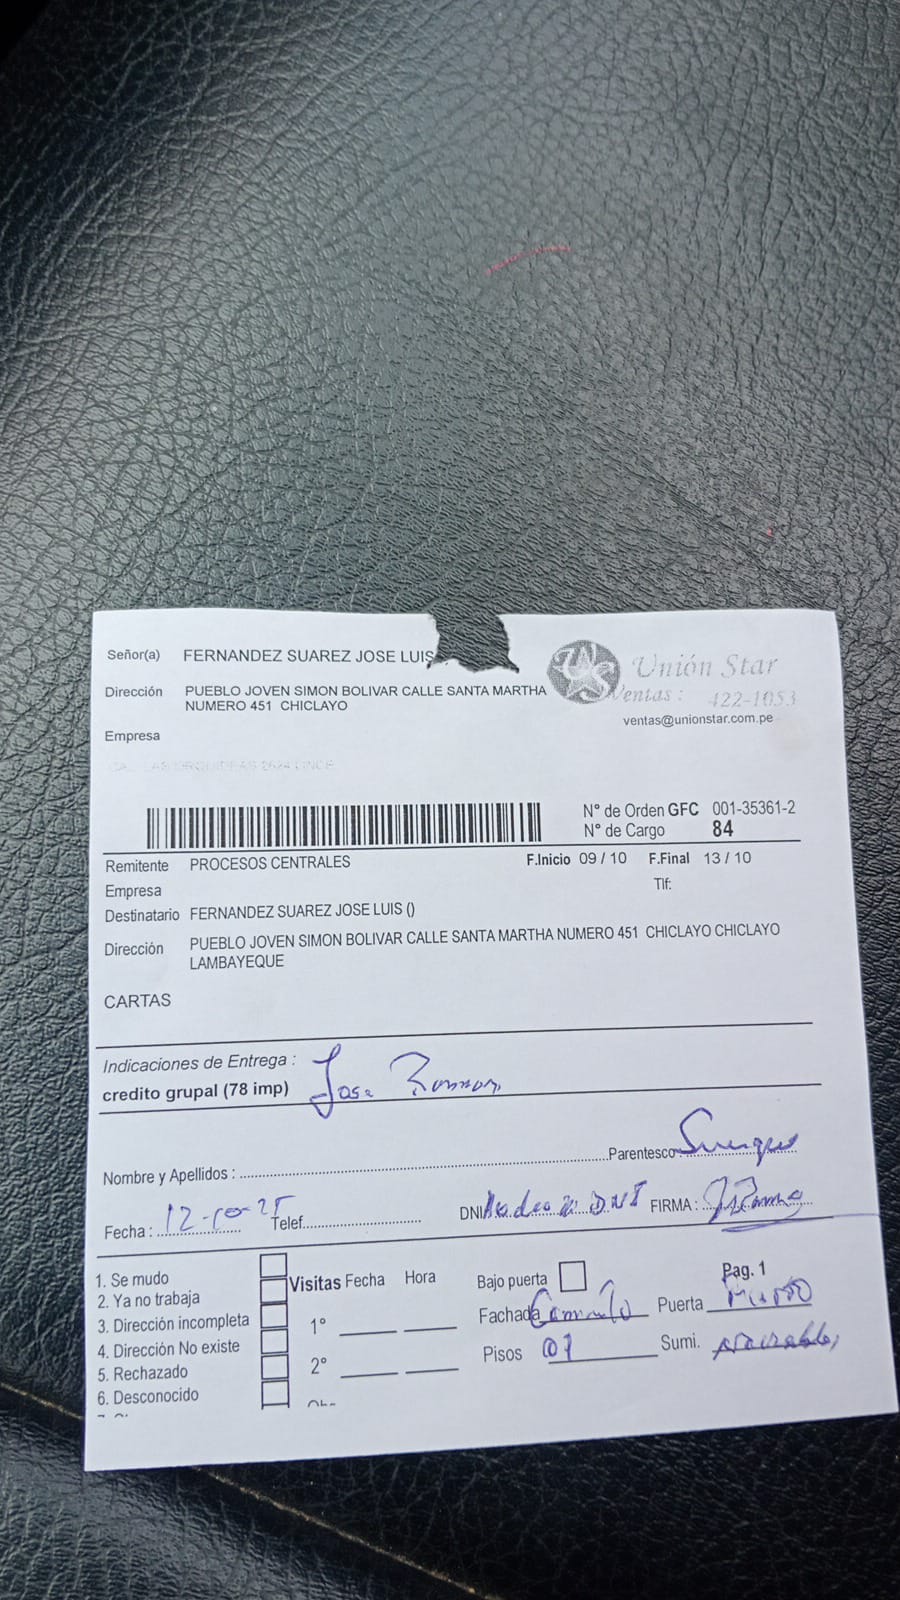 Señor(a) FERNANDEZ SUAREZ JOSE LUIS
Unión Star
Dirección PUEBLO JOVEN SIMON BOLIVAR CALLE SANTA MARTHA
NUMERO 451 CHICLAYO
Ventas : 422-1053
ventas@unionstar.com.pe
Empresa
N° de Orden GFC 001-35361-2
N° de Cargo 84
Remitente PROCESOS CENTRALES F.Inicio 09 / 10 F.Final 13 / 10
Empresa Tlf:
Destinatario FERNANDEZ SUAREZ JOSE LUIS ()
Dirección PUEBLO JOVEN SIMON BOLIVAR CALLE SANTA MARTHA NUMERO 451 CHICLAYO CHICLAYO
LAMBAYEQUE
CARTAS
Indicaciones de Entrega :
credito grupal (78 imp) Jose
Nombre y Apellidos : Parentesco
Fecha : 12-10-25 Telef. DNI DNI FIRMA :
1. Se mudo
2. Ya no trabaja
3. Dirección incompleta
4. Dirección No existe
5. Rechazado
6. Desconocido
Visitas Fecha Hora
1°
2°
Bajo puerta Pag. 1
Fachada Puerta
Pisos 01 Sumi.